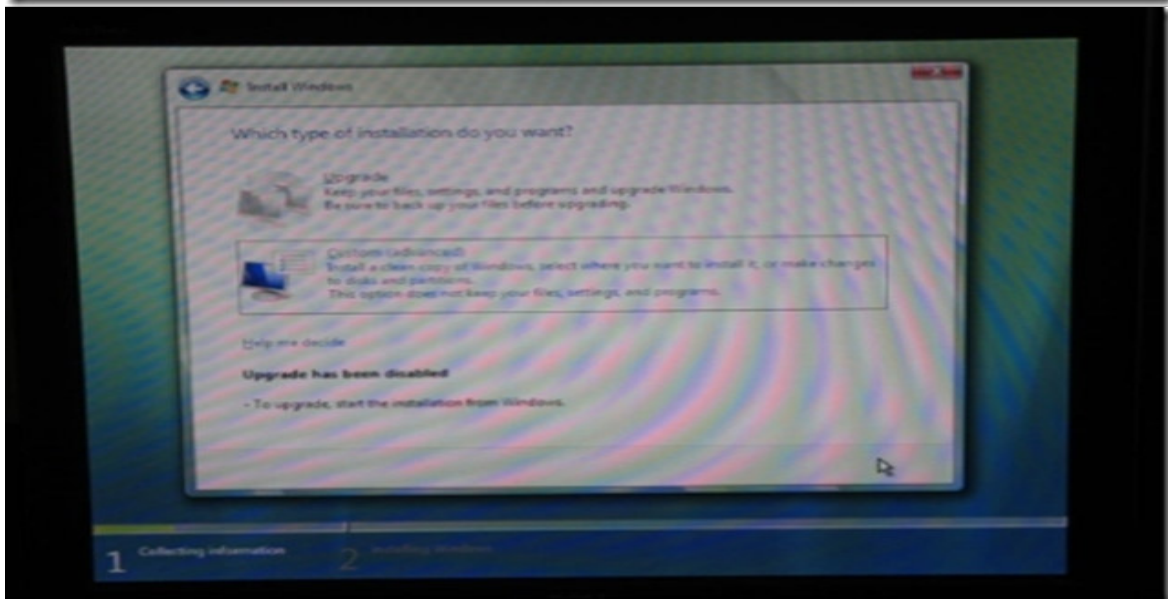 Install Windows
Which type of installation do you want?
Upgrade
Keep your files, settings, and programs and upgrade Windows.
Be sure to back up your files before upgrading.
Custom (advanced)
Install a clean copy of Windows, select where you want to install it, or make changes
to disks and partitions.
This option does not keep your files, settings, and programs.
Help me decide
Upgrade has been disabled
- To upgrade, start the installation from Windows.
1 Collecting information
2 Installing Windows